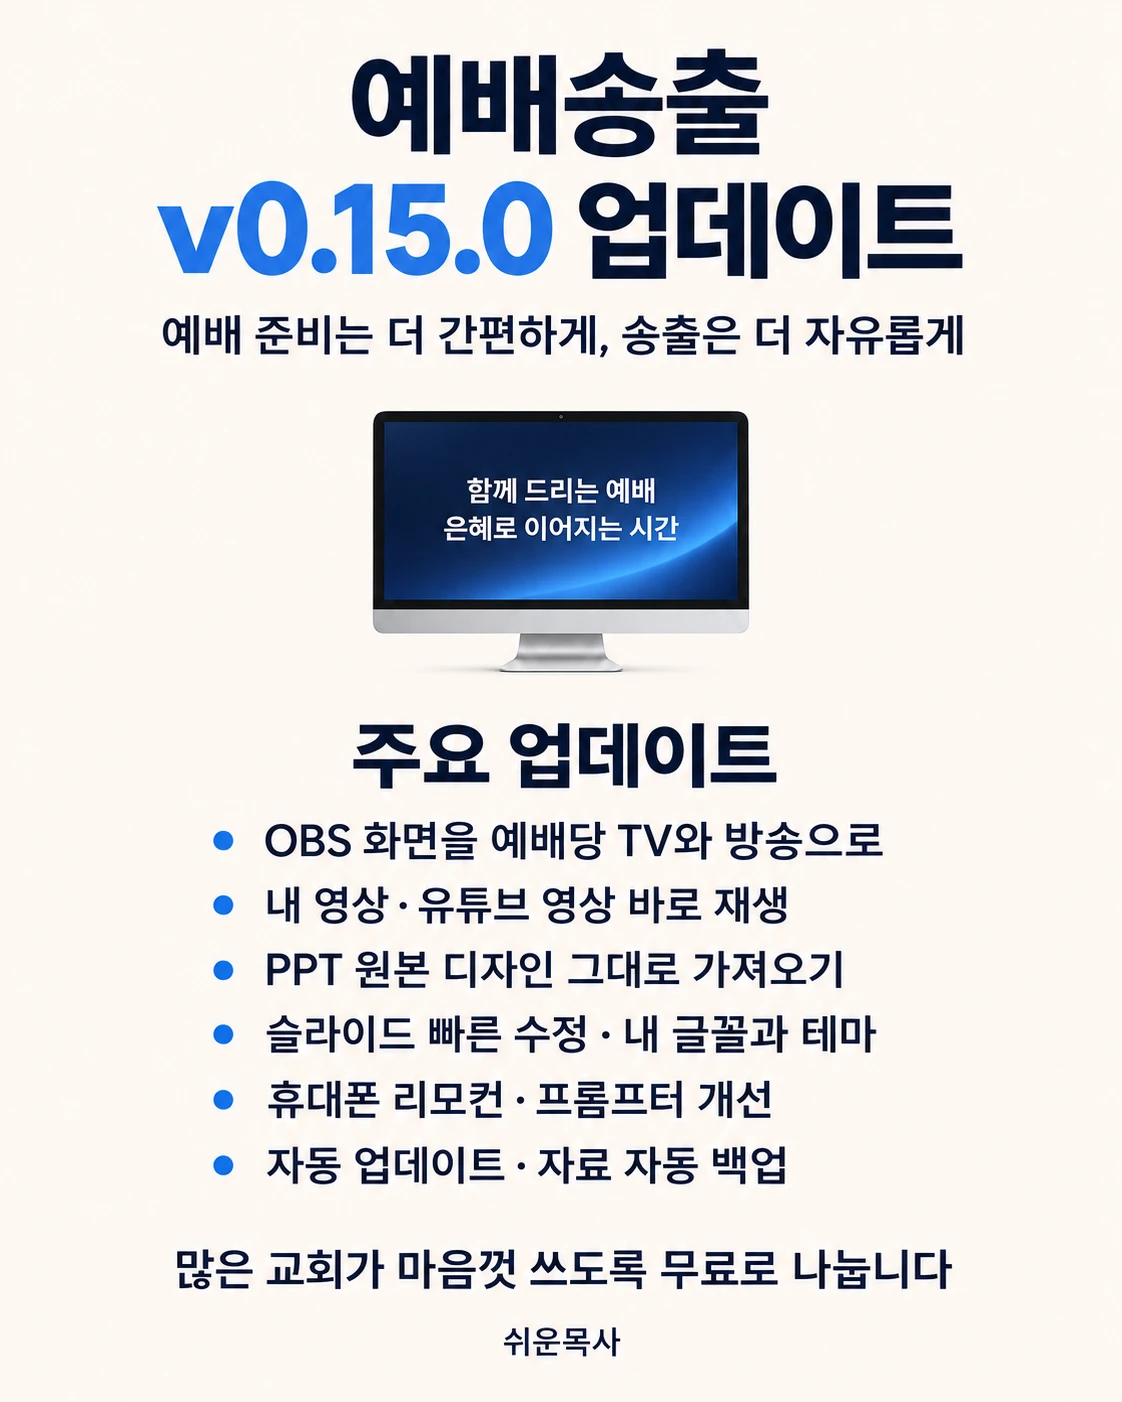 예배송출
v0.15.0 업데이트
예배 준비는 더 간편하게, 송출은 더 자유롭게
함께 드리는 예배
은혜로 이어지는 시간
주요 업데이트
• OBS 화면을 예배당 TV와 방송으로
• 내 영상 · 유튜브 영상 바로 재생
• PPT 원본 디자인 그대로 가져오기
• 슬라이드 빠른 수정 · 내 글꼴과 테마
• 휴대폰 리모컨 · 프롬프터 개선
• 자동 업데이트 · 자료 자동 백업
많은 교회가 마음껏 쓰도록 무료로 나눕니다
쉬운목사